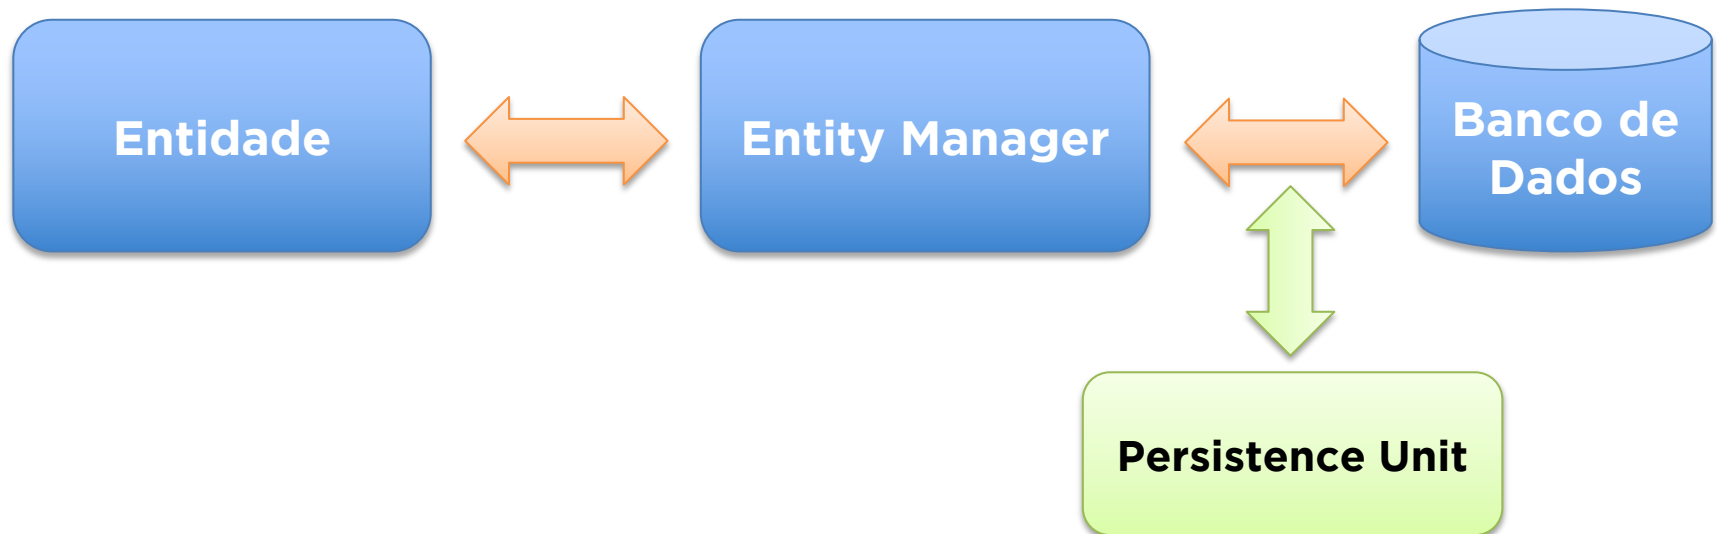 Entidade
Entity Manager
Banco de
Dados
Persistence Unit